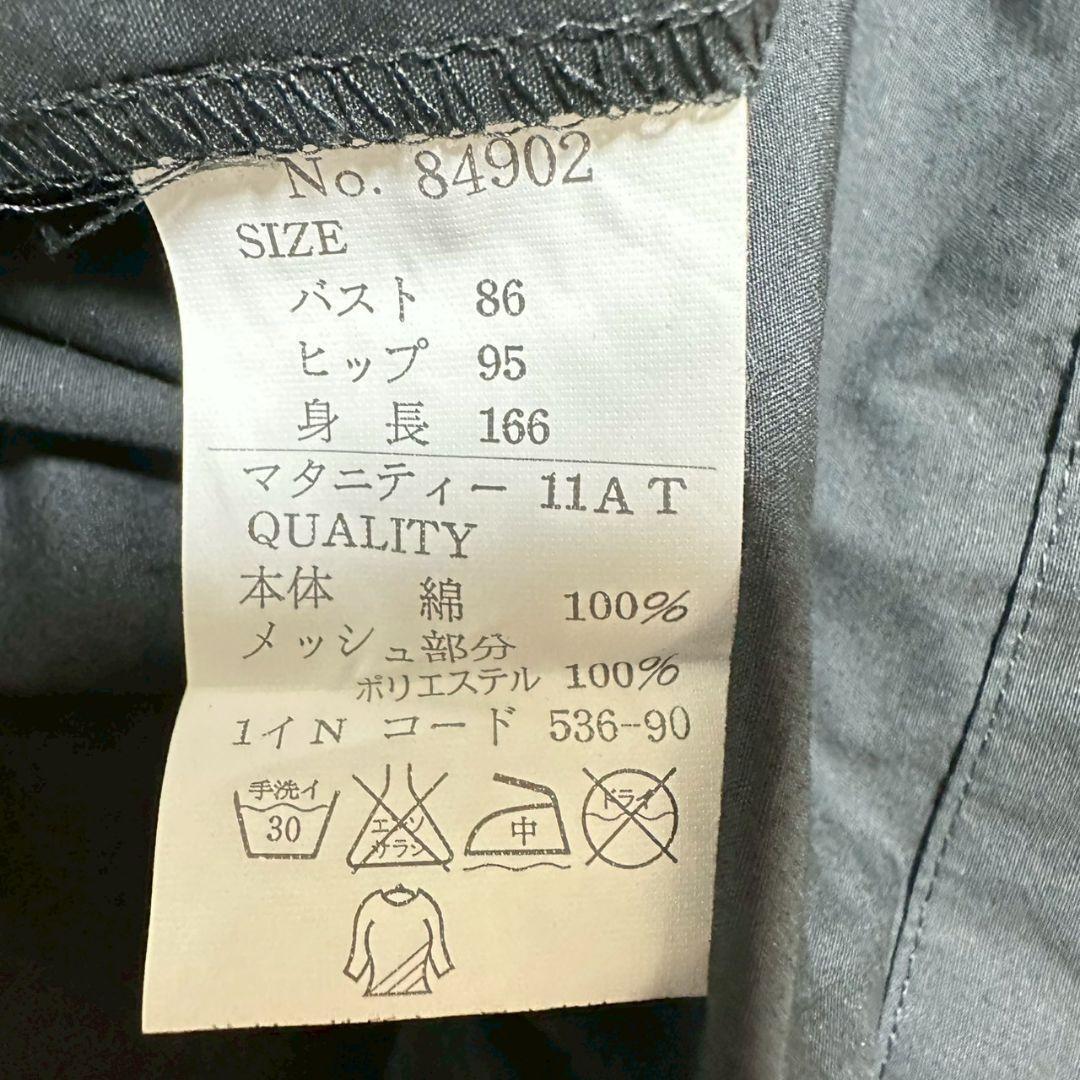 No. 84902
SIZE
バスト 86
ヒップ 95
身 長 166
マタニティー 11AT
QUALITY
本体 綿 100%
メッシュ部分
ポリエステル 100%
1イN コード 536-90
手洗イ
30
エンソ
サラシ
中
ドライ